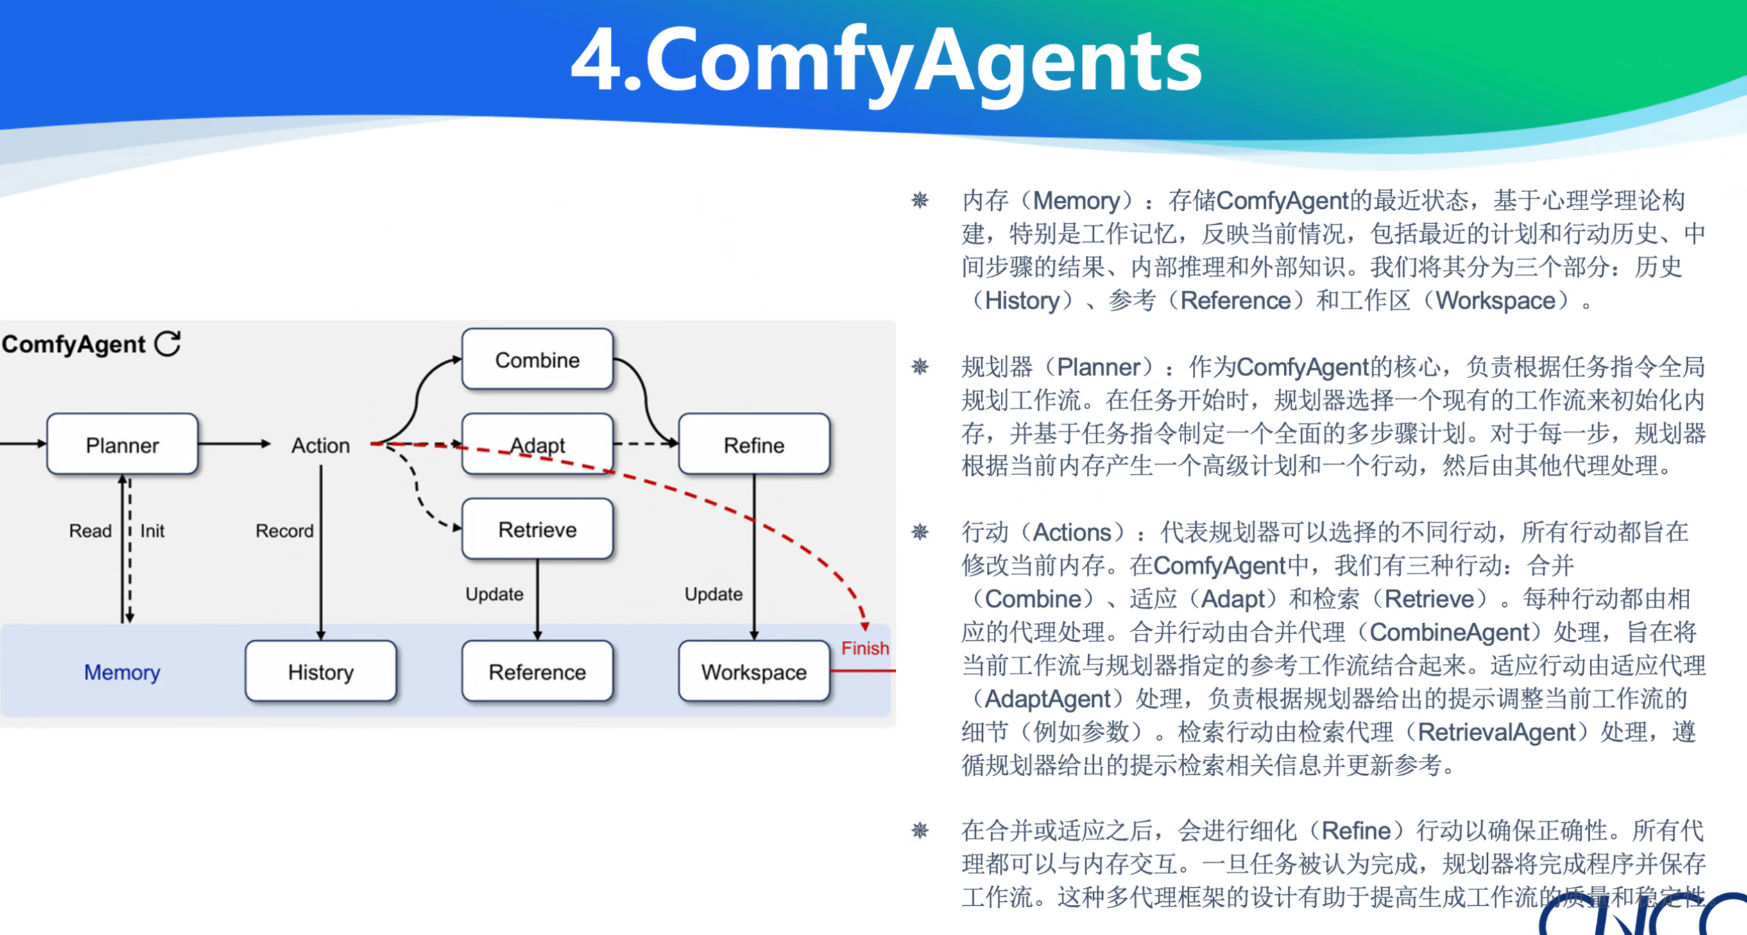 4.ComfyAgents
ComfyAgent
Combine
Planner
Action
Adapt
Refine
Read
Init
Record
Retrieve
Update
Update
Finish
Memory
History
Reference
Workspace
内存（Memory）：存储ComfyAgent的最近状态，基于心理学理论构
建，特别是工作记忆，反映当前情况，包括最近的计划和行动历史、中
间步骤的结果、内部推理和外部知识。我们将其分为三个部分：历史
（History）、参考（Reference）和工作区（Workspace）。
规划器（Planner）：作为ComfyAgent的核心，负责根据任务指令全局
规划工作流。在任务开始时，规划器选择一个现有的工作流来初始化内
存，并基于任务指令制定一个全面的多步骤计划。对于每一步，规划器
根据当前内存产生一个高级计划和一个行动，然后由其他代理处理。
行动（Actions）：代表规划器可以选择的不同行动，所有行动都旨在
修改当前内存。在ComfyAgent中，我们有三种行动：合并
（Combine）、适应（Adapt）和检索（Retrieve）。每种行动都由相
应的代理处理。合并行动由合并代理（CombineAgent）处理，旨在将
当前工作流与规划器指定的参考工作流结合起来。适应行动由适应代理
（AdaptAgent）处理，负责根据规划器给出的提示调整当前工作流的
细节（例如参数）。检索行动由检索代理（RetrievalAgent）处理，遵
循规划器给出的提示检索相关信息并更新参考。
在合并或适应之后，会进行细化（Refine）行动以确保正确性。所有代
理都可以与内存交互。一旦任务被认为完成，规划器将完成程序并保存
工作流。这种多代理框架的设计有助于提高生成工作流的质量和稳定性